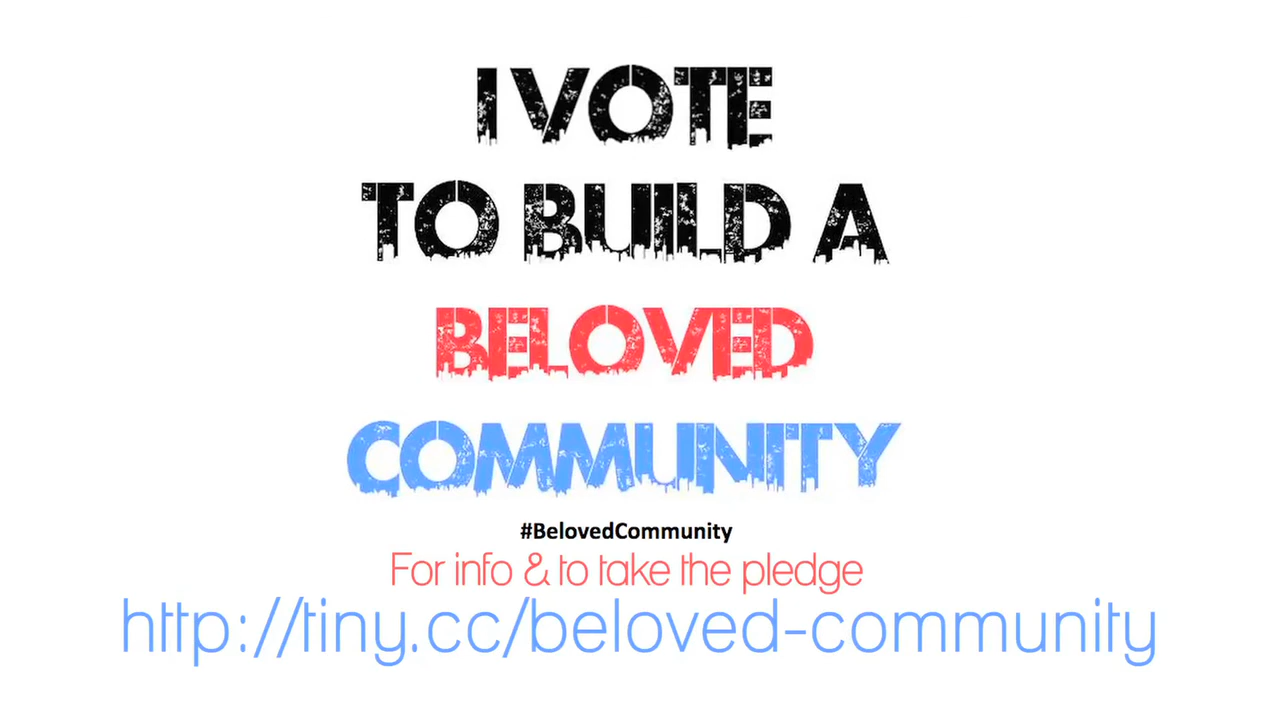 I VOTE
TO BUILD A
BELOVED
COMMUNITY
#BelovedCommunity
For info & to take the pledge
http://tiny.cc/beloved-community